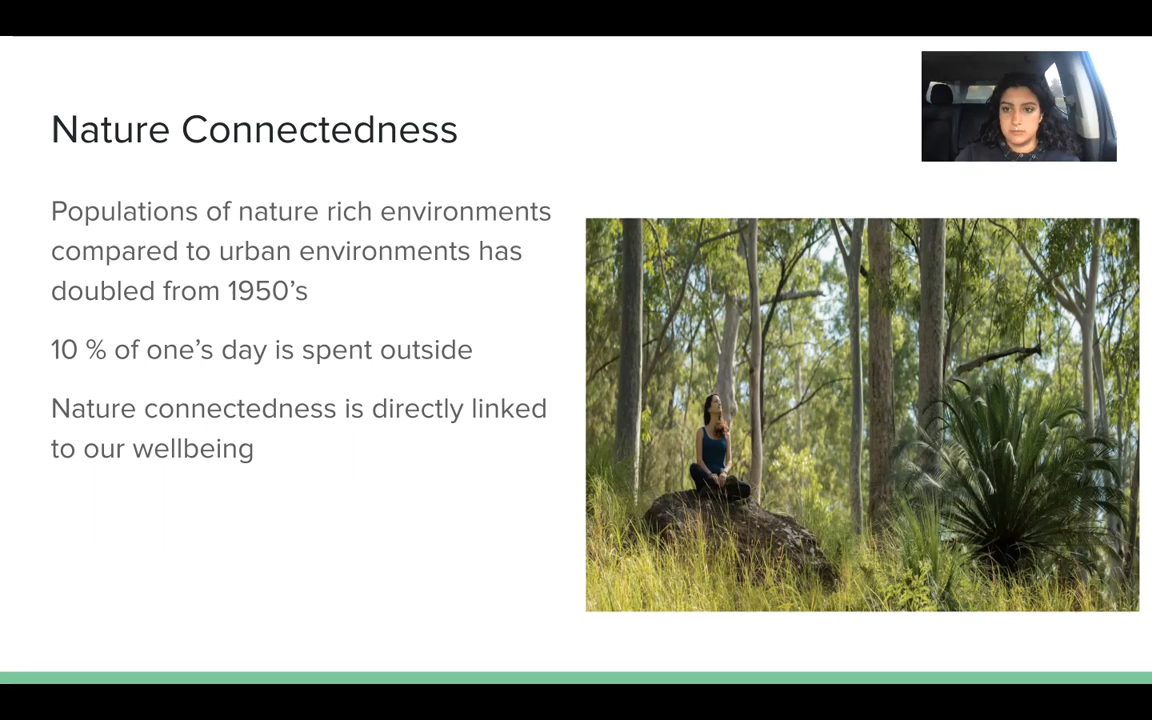 Nature Connectedness
Populations of nature rich environments
compared to urban environments has
doubled from 1950’s
10 % of one’s day is spent outside
Nature connectedness is directly linked
to our wellbeing